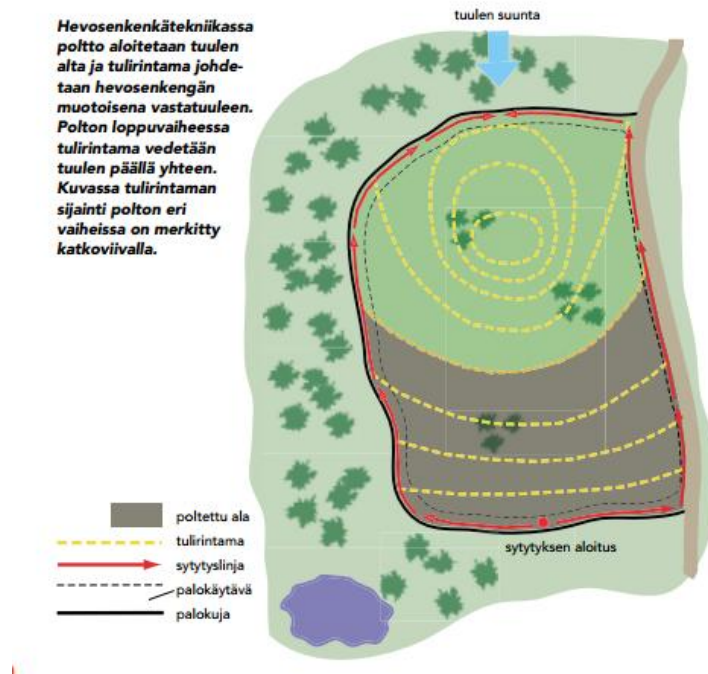 Hevosenkenkätekniikassa
poltto aloitetaan tuulen
alta ja tulirintama johde-
taan hevosenkengän
muotoisena vastatuuleen.
Polton loppuvaiheessa
tulirintama vedetään
tuulen päällä yhteen.
Kuvassa tulirintaman
sijainti polton eri
vaiheissa on merkitty
katkoviivalla.
tuulen suunta
sytytyksen aloitus
poltettu ala
tulirintama
sytytyslinja
palokäytävä
palokuja